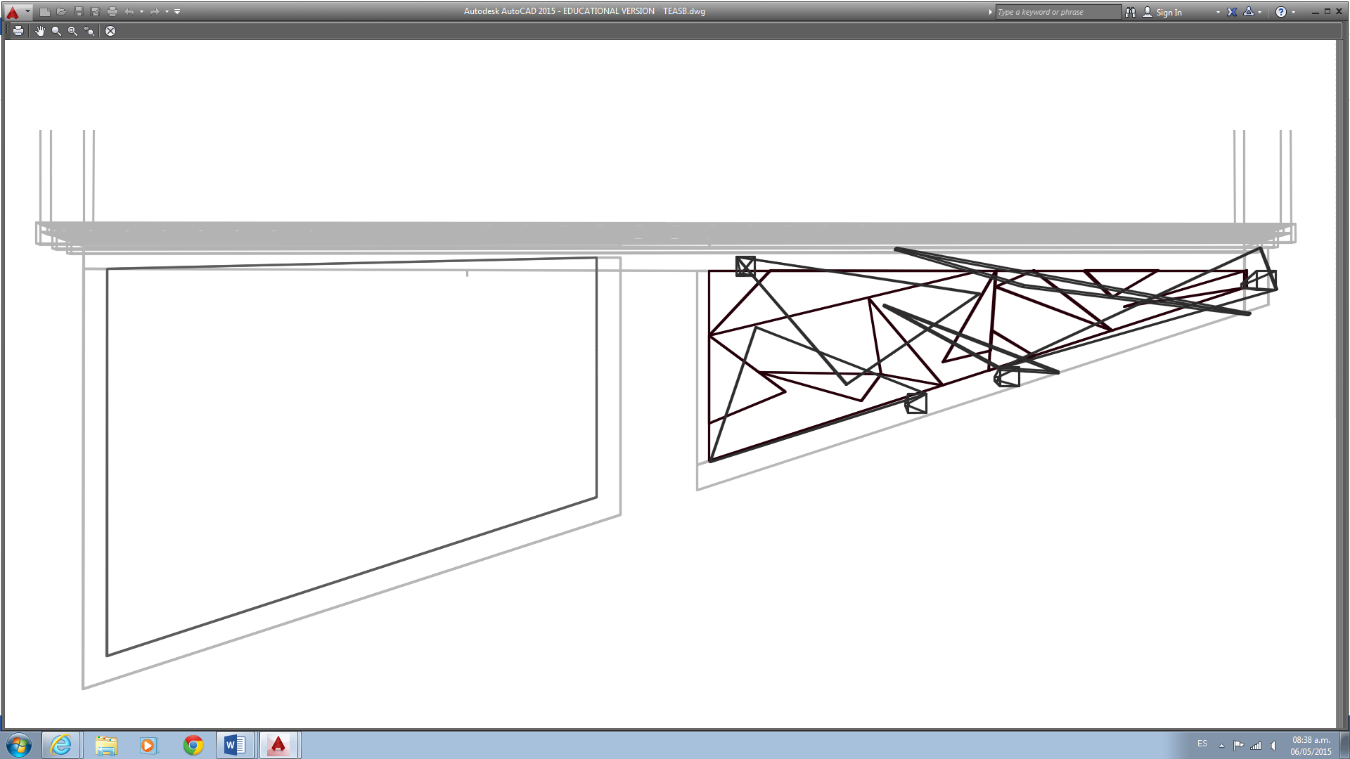 Autodesk AutoCAD 2015 - EDUCATIONAL VERSION TEASB.dwg
Type a keyword or phrase
Sign In
ES
08:38 a.m.
06/05/2015